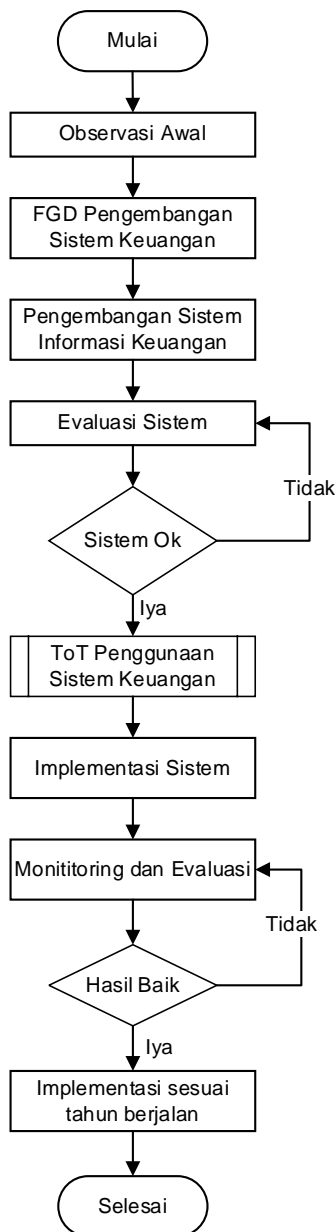 Mulai
Observasi Awal
FGD Pengembangan
Sistem Keuangan
Pengembangan Sistem
Informasi Keuangan
Evaluasi Sistem
Tidak
Sistem Ok
Iya
ToT Penggunaan
Sistem Keuangan
Implementasi Sistem
Monititoring dan Evaluasi
Tidak
Hasil Baik
Iya
Implementasi sesuai
tahun berjalan
Selesai